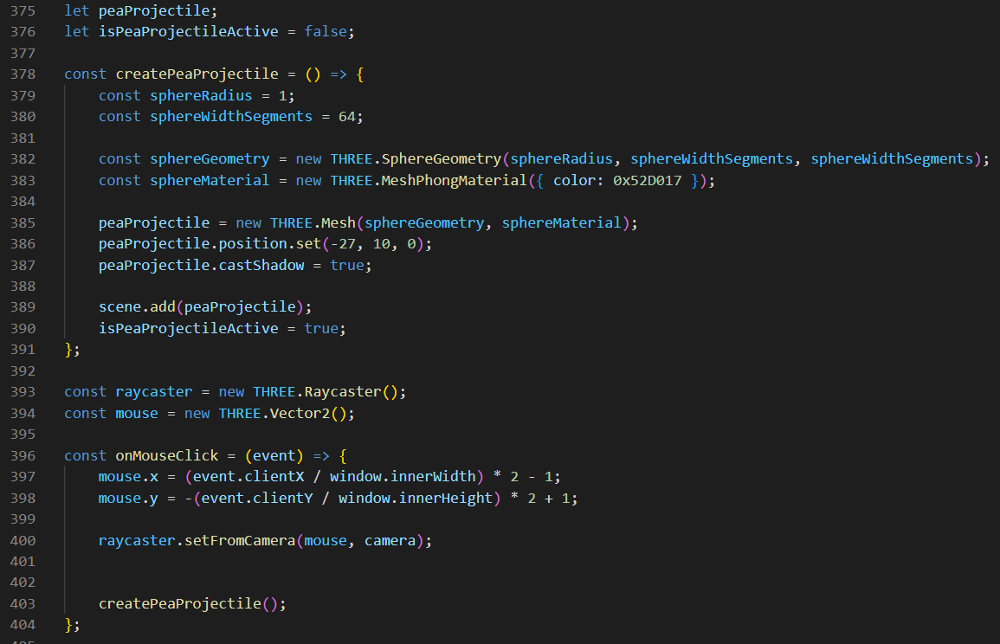 375 let peaProjectile;
376 let isPeaProjectileActive = false;
377
378 const createPeaProjectile = () => {
379     const sphereRadius = 1;
380     const sphereWidthSegments = 64;
381
382     const sphereGeometry = new THREE.SphereGeometry(sphereRadius, sphereWidthSegments, sphereWidthSegments);
383     const sphereMaterial = new THREE.MeshPhongMaterial({ color: 0x52D017 });
384
385     peaProjectile = new THREE.Mesh(sphereGeometry, sphereMaterial);
386     peaProjectile.position.set(-27, 10, 0);
387     peaProjectile.castShadow = true;
388
389     scene.add(peaProjectile);
390     isPeaProjectileActive = true;
391 };
392
393 const raycaster = new THREE.Raycaster();
394 const mouse = new THREE.Vector2();
395
396 const onMouseClick = (event) => {
397     mouse.x = (event.clientX / window.innerWidth) * 2 - 1;
398     mouse.y = -(event.clientY / window.innerHeight) * 2 + 1;
399
400     raycaster.setFromCamera(mouse, camera);
401
402
403     createPeaProjectile();
404 };